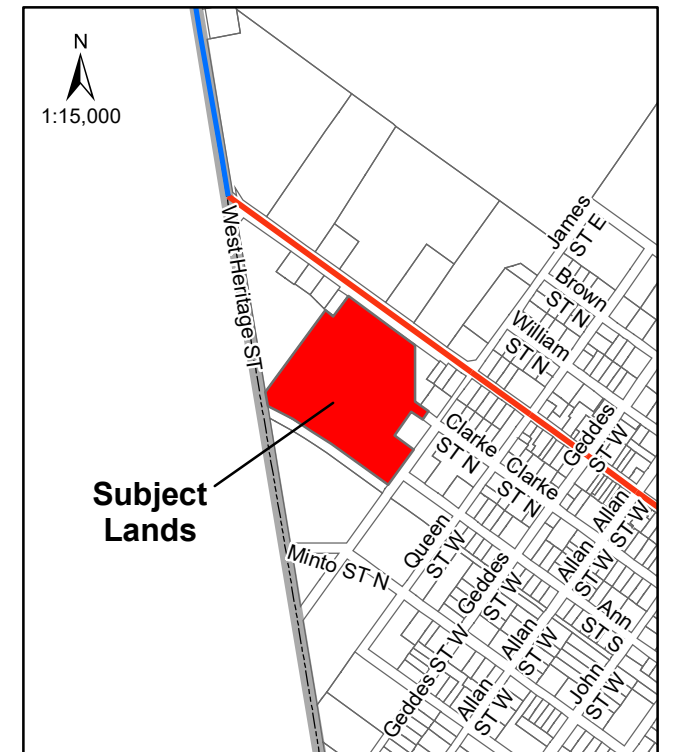 N
1:15,000
West Heritage ST
James
ST E
Brown
ST N
William
ST N
Geddes
ST W
Clarke
ST N
Clarke
ST N
Allan
ST W
Subject
Lands
Queen
ST W
Allan
ST W
Minto ST N
Geddes
ST W
Ann
ST S
Allan
ST W
John
ST W
Geddes ST W
Allan
ST W